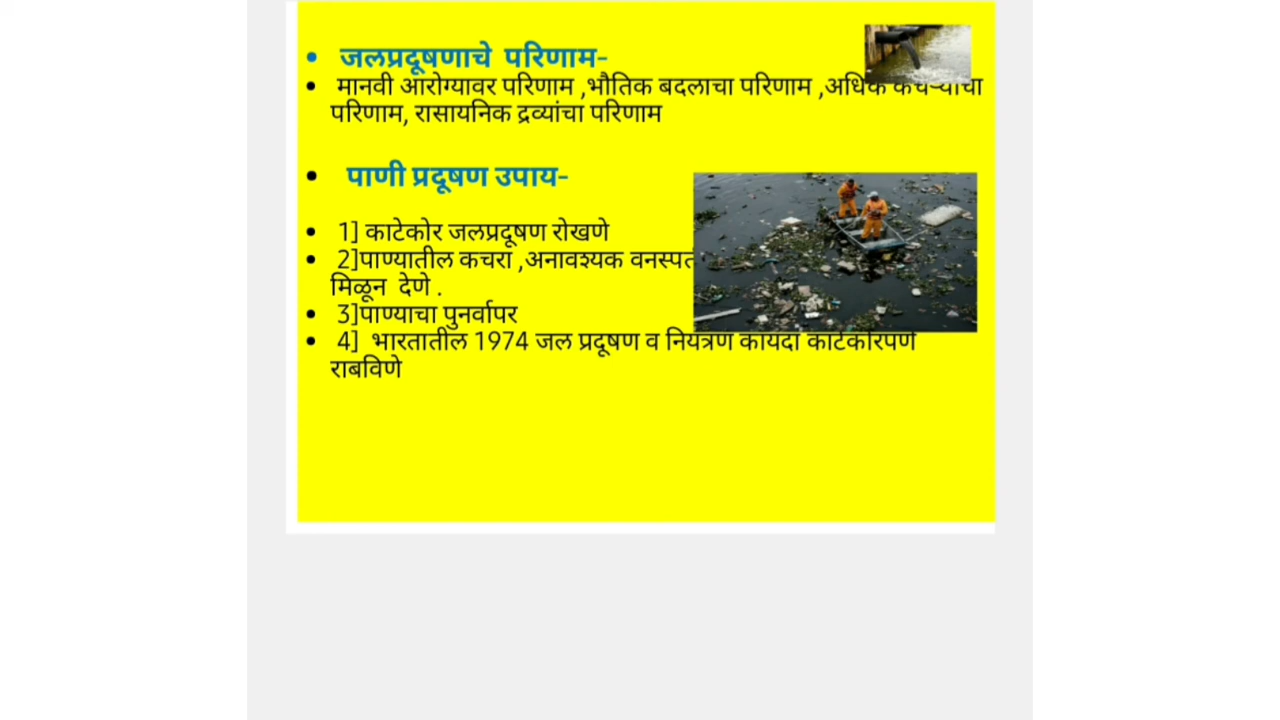 जलप्रदूषणाचे परिणाम-
मानवी आरोग्यावर परिणाम ,भौतिक बदलाचा परिणाम ,अधिक कचऱ्याचा
परिणाम, रासायनिक द्रव्यांचा परिणाम
पाणी प्रदूषण उपाय-
1] काटेकोर जलप्रदूषण रोखणे
2]पाण्यातील कचरा ,अनावश्यक
मिळून देणे .
3]पाण्याचा पुनर्वापर
4] भारतातील 1974 जल प्रदूषण व नियंत्रण कायदा काटेकोरपणे
राबविणे